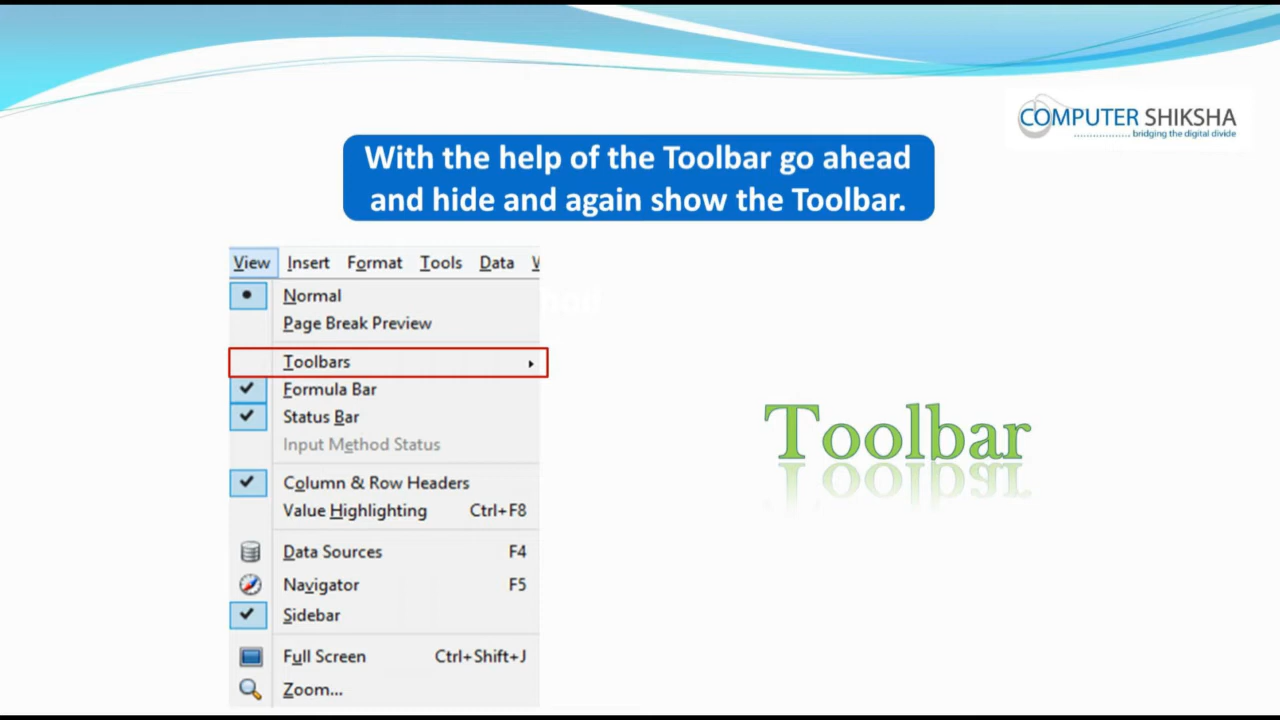 COMPUTER SHIKSHA
bridging the digital divide
With the help of the Toolbar go ahead
and hide and again show the Toolbar.
View Insert Format Tools Data
Normal
Page Break Preview
Toolbars
Formula Bar
Status Bar
Input Method Status
Column & Row Headers
Value Highlighting Ctrl+F8
Data Sources F4
Navigator F5
Sidebar
Full Screen Ctrl+Shift+J
Zoom...
Toolbar